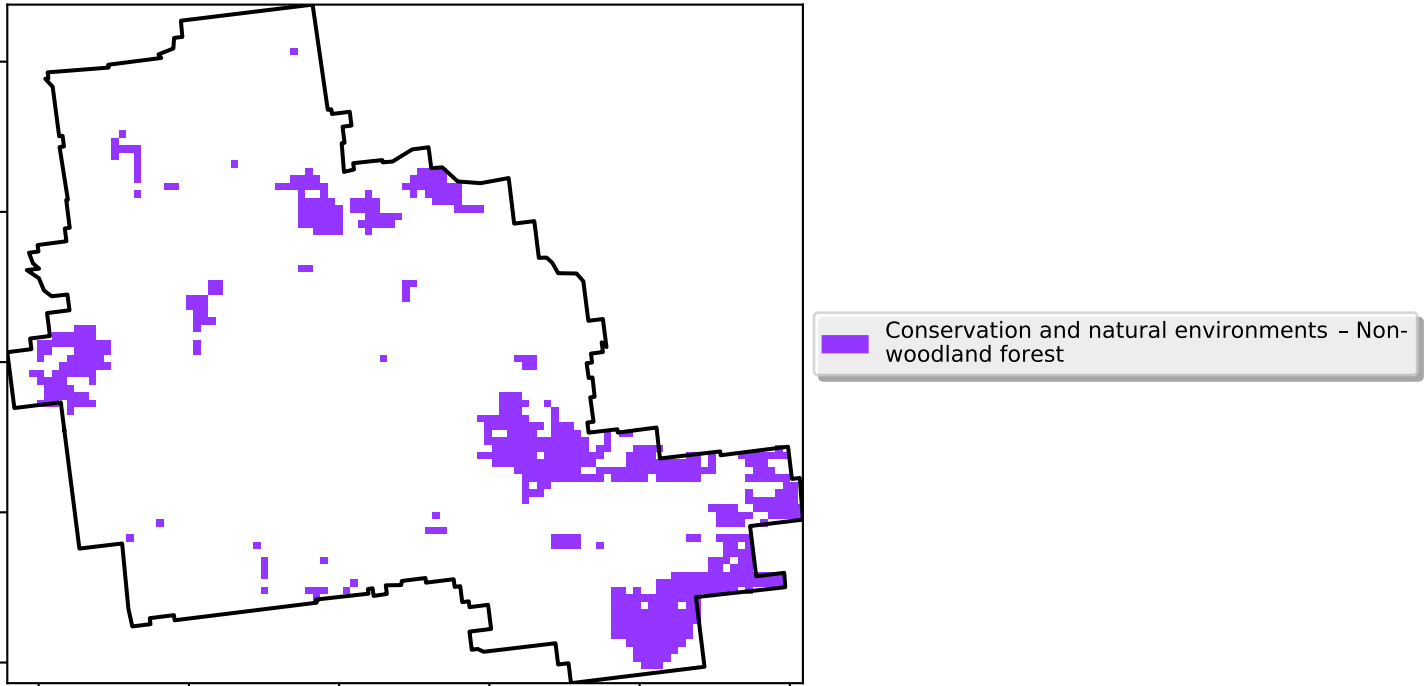 Conservation and natural environments – Non-
woodland forest